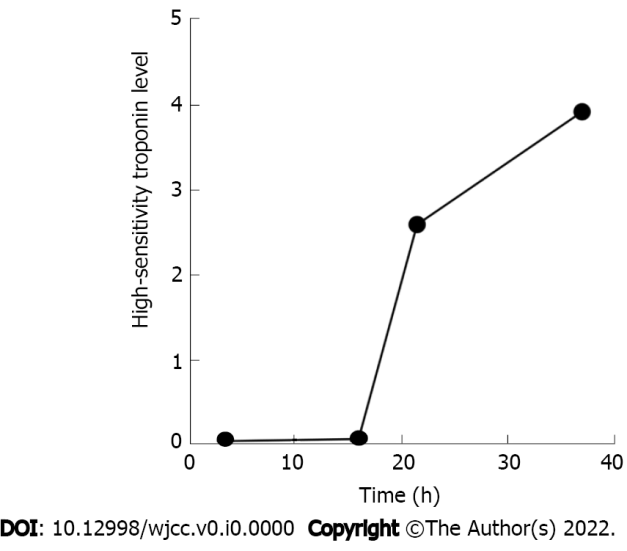 High-sensitivity troponin level
5
4
3
2
1
0
0 10 20 30 40
Time (h)
DOI: 10.12998/wjcc.v0.i0.0000 Copyright ©The Author(s) 2022.